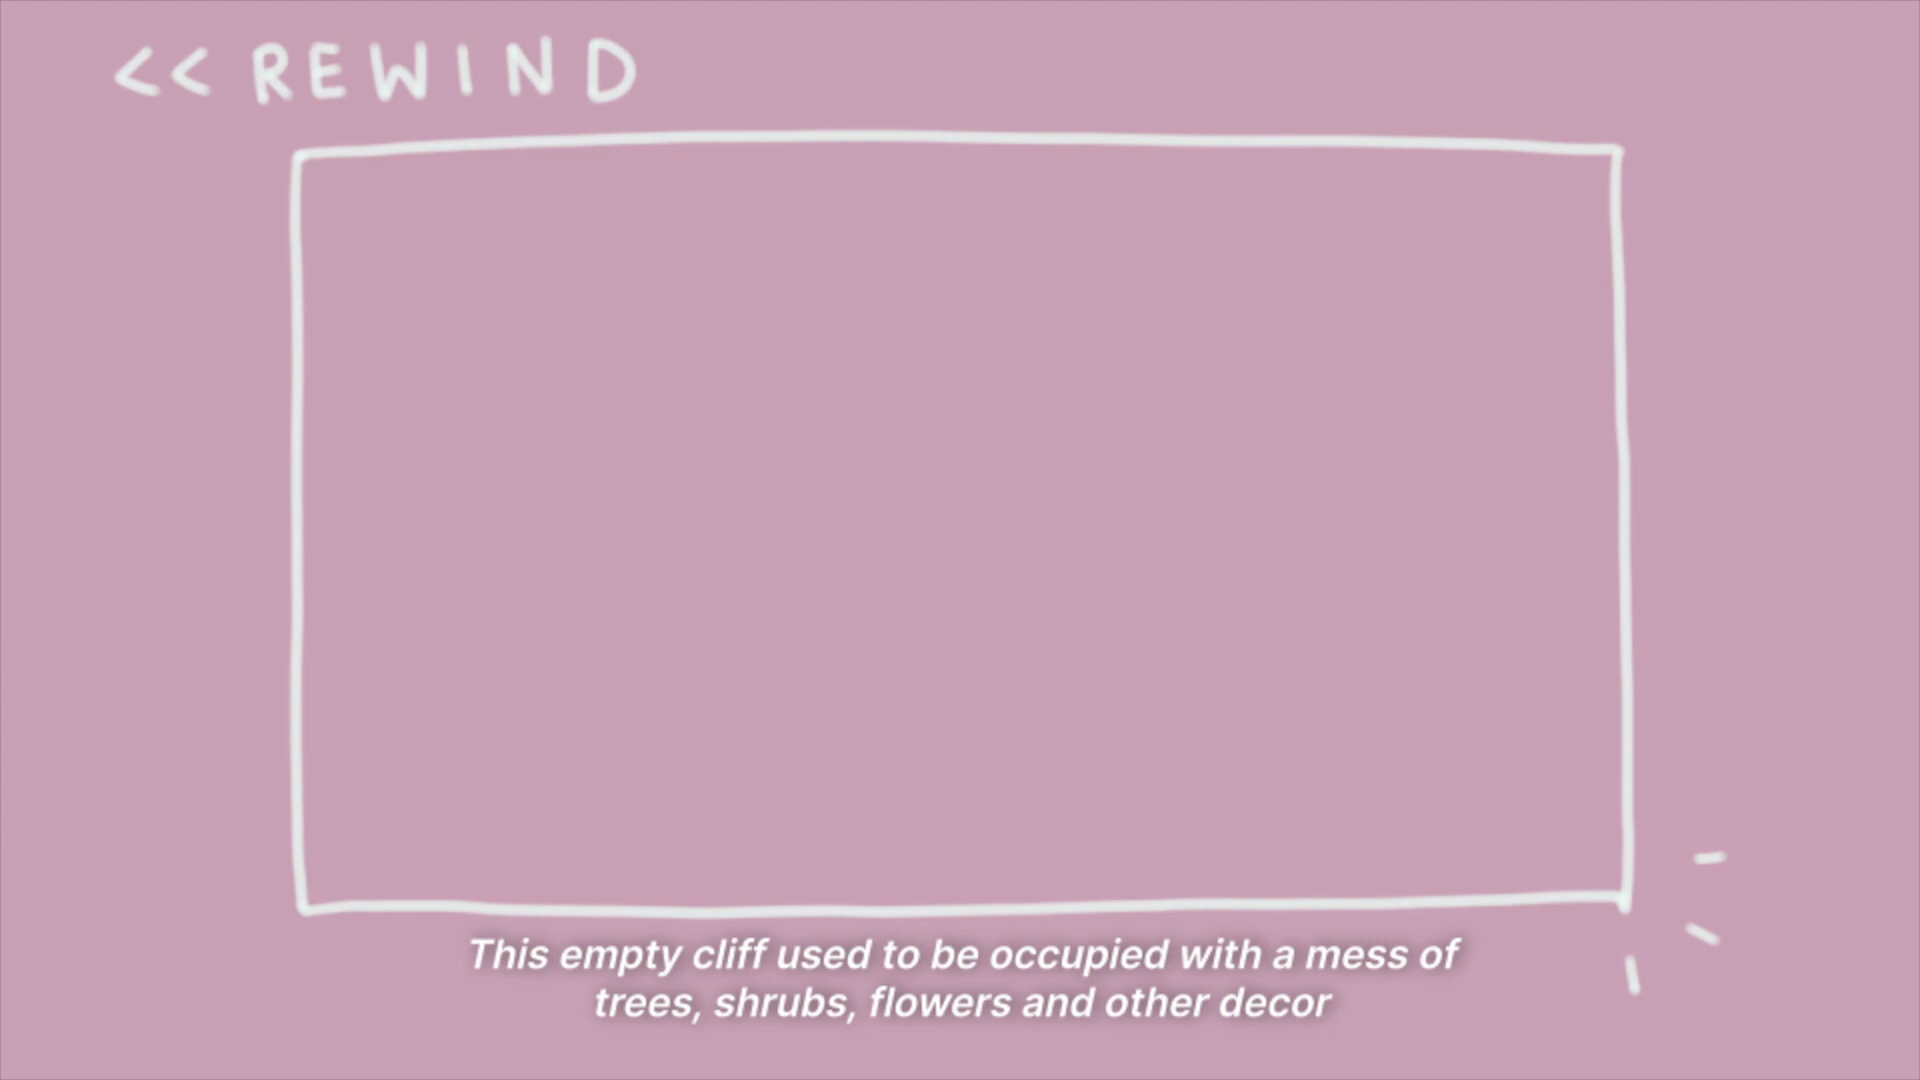 << REWIND
This empty cliff used to be occupied with a mess of
trees, shrubs, flowers and other decor